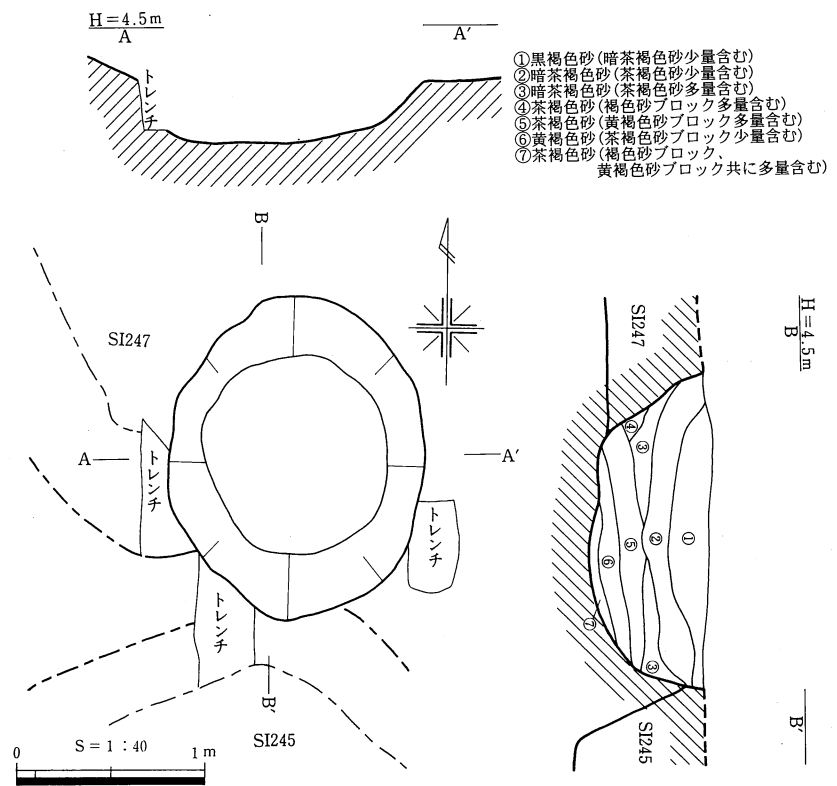 H=4.5m
A
A'
トレンチ
①黒褐色砂(暗茶褐色砂少量含む)
②暗茶褐色砂(茶褐色砂少量含む)
③暗茶褐色砂(茶褐色砂多量含む)
④茶褐色砂(褐色砂ブロック多量含む)
⑤茶褐色砂(黄褐色砂ブロック多量含む)
⑥黄褐色砂(茶褐色砂ブロック少量含む)
⑦茶褐色砂(褐色砂ブロック、
黄褐色砂ブロック共に多量含む)
B
SI247
A
A'
トレンチ
トレンチ
トレンチ
B'
SI245
S=1:40
0
1m
H=4.5m
B
SI247
④
③
①
②
⑤
⑥
⑦
③
SI245
B'